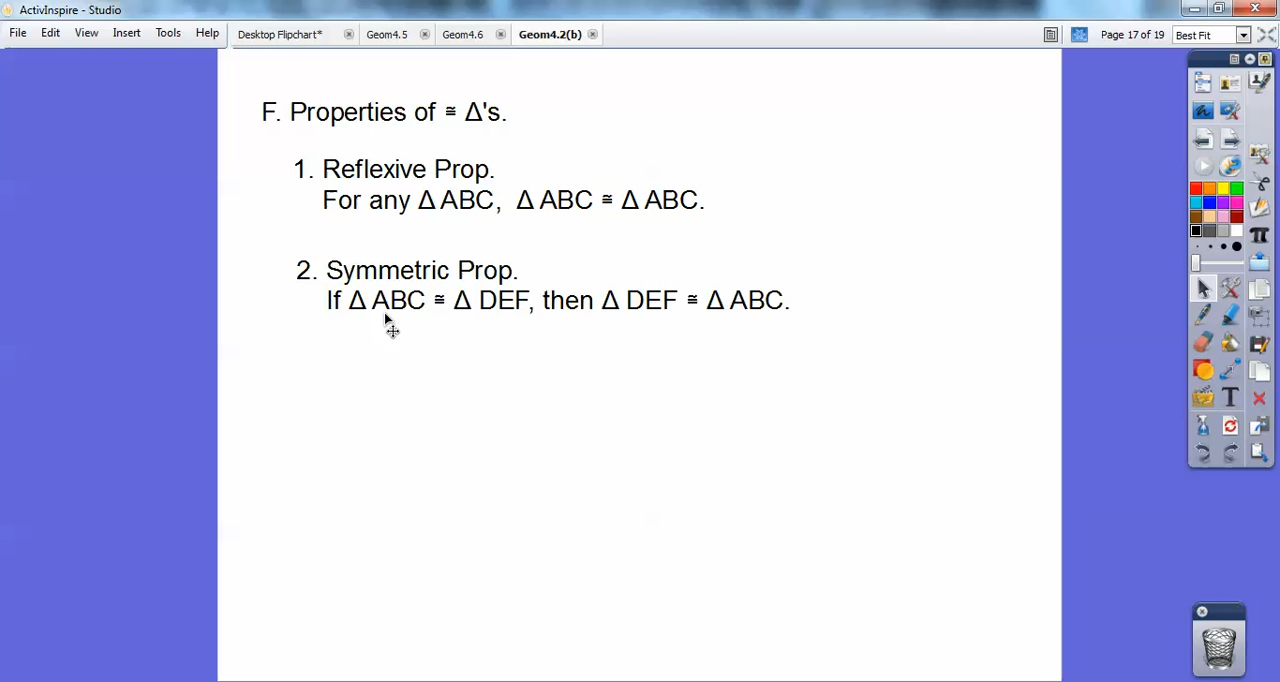 ActivInspire - Studio
File Edit View Insert Tools Help Desktop Flipchart* Geom4.5 Geom4.6 Geom4.2(b) Page 17 of 19 Best Fit
F. Properties of ≅ Δ's.
1. Reflexive Prop.
For any Δ ABC, Δ ABC ≅ Δ ABC.
2. Symmetric Prop.
If Δ ABC ≅ Δ DEF, then Δ DEF ≅ Δ ABC.